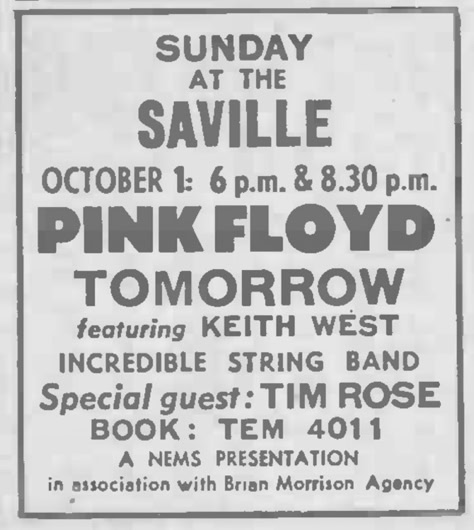 SUNDAY
AT THE
SAVILLE
OCTOBER 1: 6 p.m. & 8.30 p.m.
PINK FLOYD
TOMORROW
featuring KEITH WEST
INCREDIBLE STRING BAND
Special guest: TIM ROSE
BOOK: TEM 4011
A NEMS PRESENTATION
in association with Brian Morrison Agency